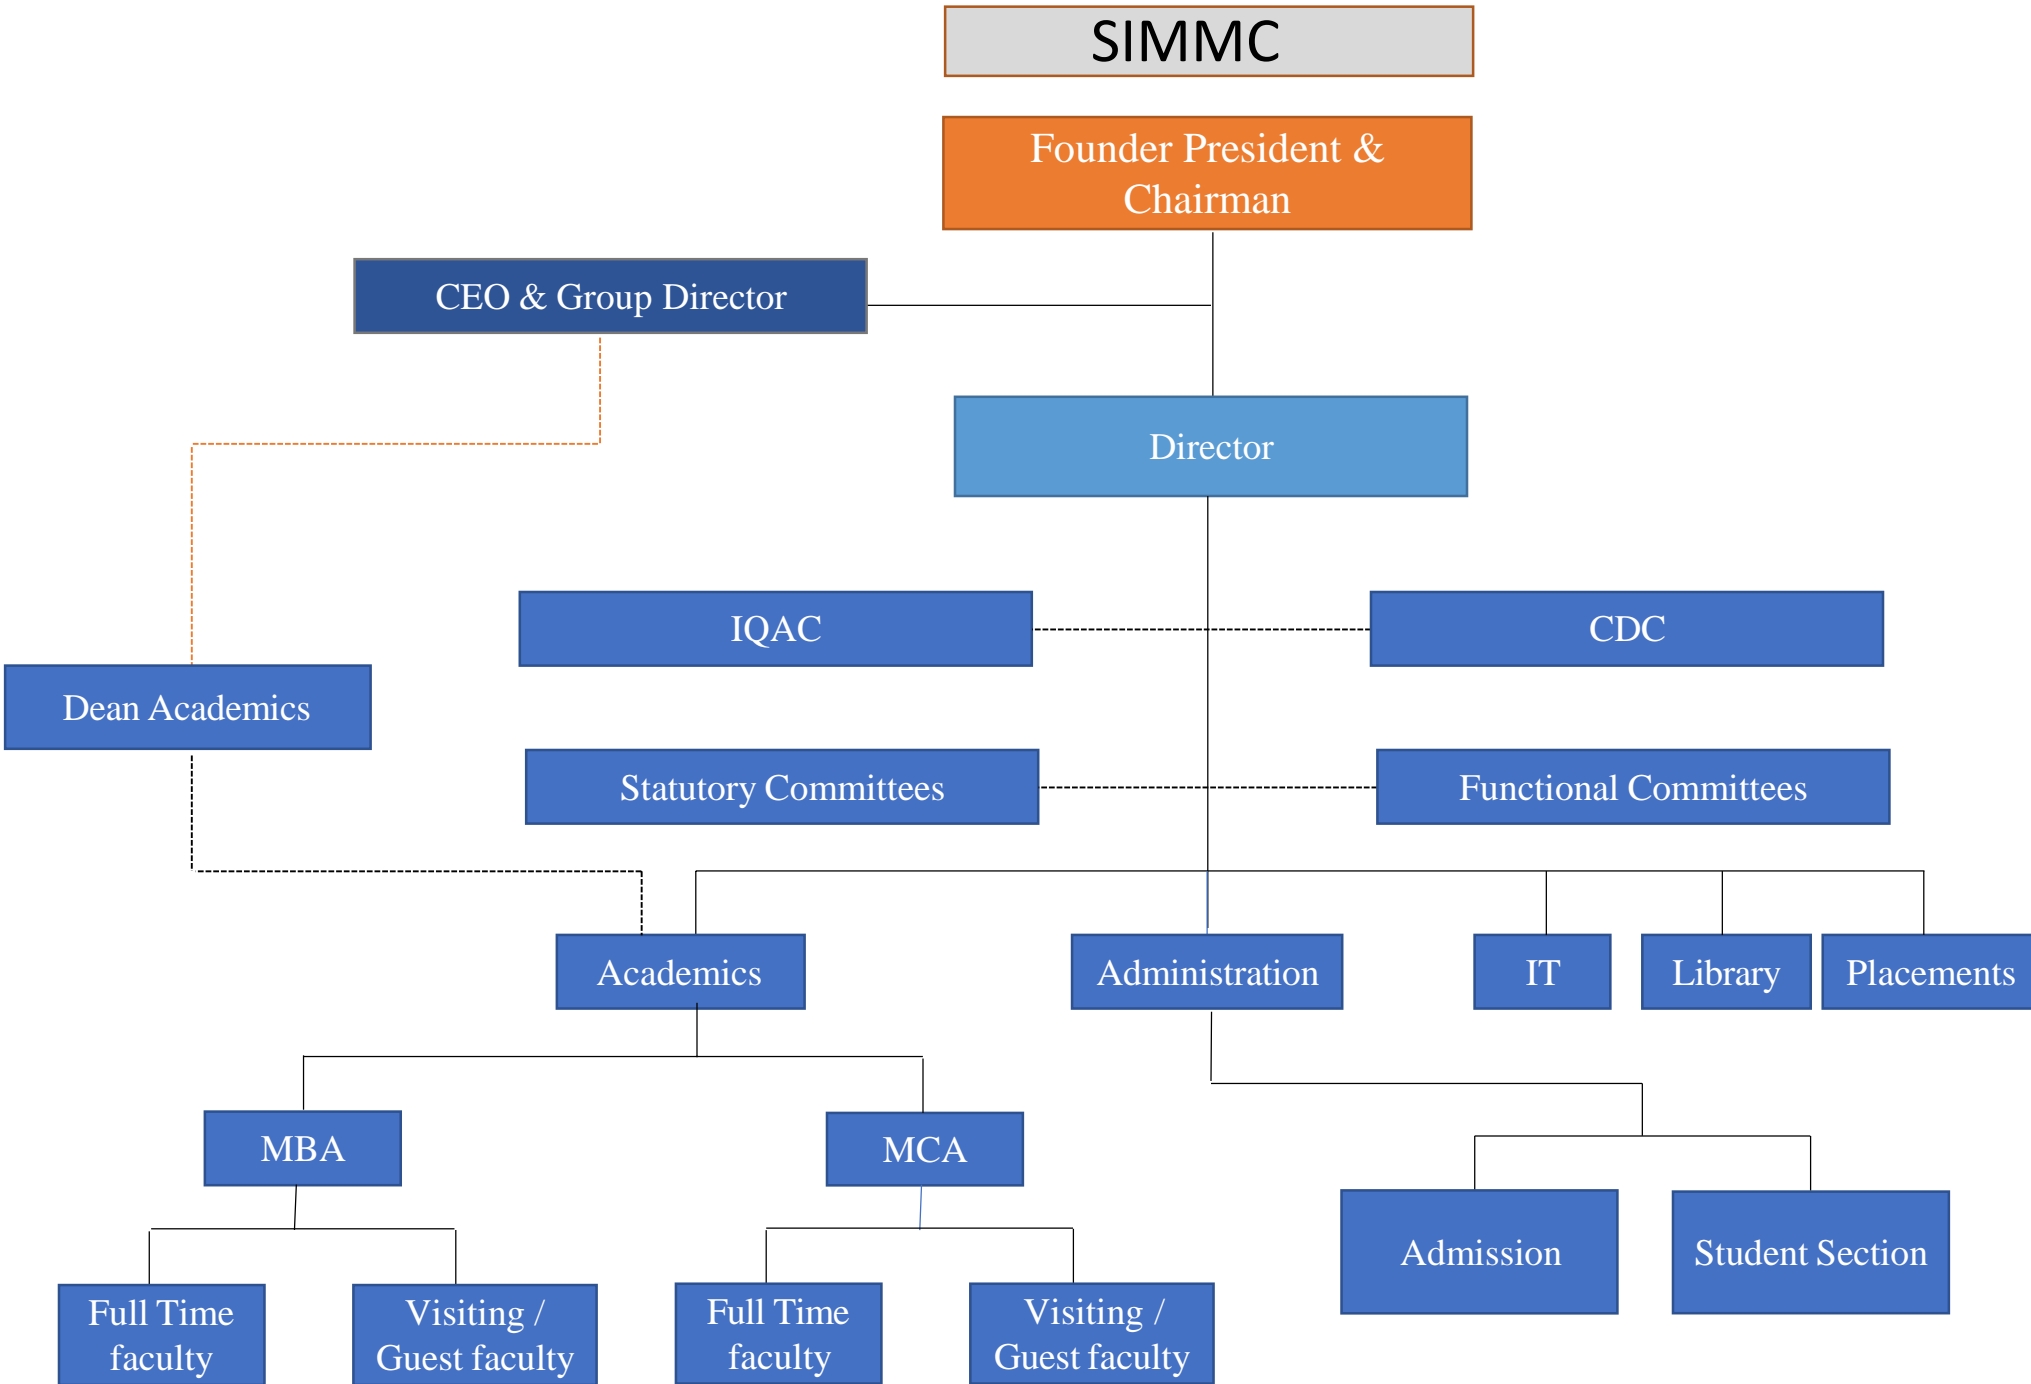 SIMMC
Founder President &
Chairman
CEO & Group Director
Director
IQAC
CDC
Dean Academics
Statutory Committees
Functional Committees
Academics
Administration
IT
Library
Placements
MBA
MCA
Admission
Student Section
Full Time
faculty
Visiting /
Guest faculty
Full Time
faculty
Visiting /
Guest faculty